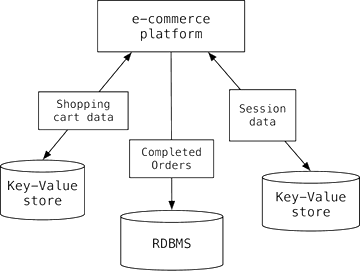 e-commerce
platform
Shopping
cart data
Session
data
Completed
Orders
Key-Value
store
Key-Value
store
RDBMS